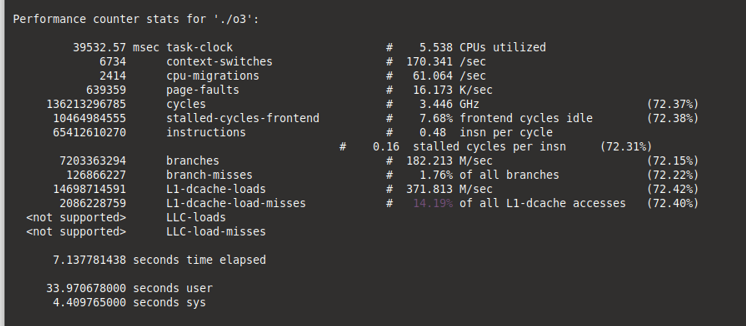 Performance counter stats for './o3':
39532.57 msec task-clock # 5.538 CPUs utilized
6734 context-switches # 170.341 /sec
2414 cpu-migrations # 61.064 /sec
639359 page-faults # 16.173 K/sec
136213296785 cycles # 3.446 GHz (72.37%)
10464984555 stalled-cycles-frontend # 7.68% frontend cycles idle (72.38%)
65412610270 instructions # 0.48 insn per cycle
# 0.16 stalled cycles per insn (72.31%)
7203363294 branches # 182.213 M/sec (72.15%)
126866227 branch-misses # 1.76% of all branches (72.22%)
14698714591 L1-dcache-loads # 371.813 M/sec (72.42%)
2086228759 L1-dcache-load-misses # 14.19% of all L1-dcache accesses (72.40%)
<not supported> LLC-loads
<not supported> LLC-load-misses
7.137781438 seconds time elapsed
33.970678000 seconds user
4.409765000 seconds sys